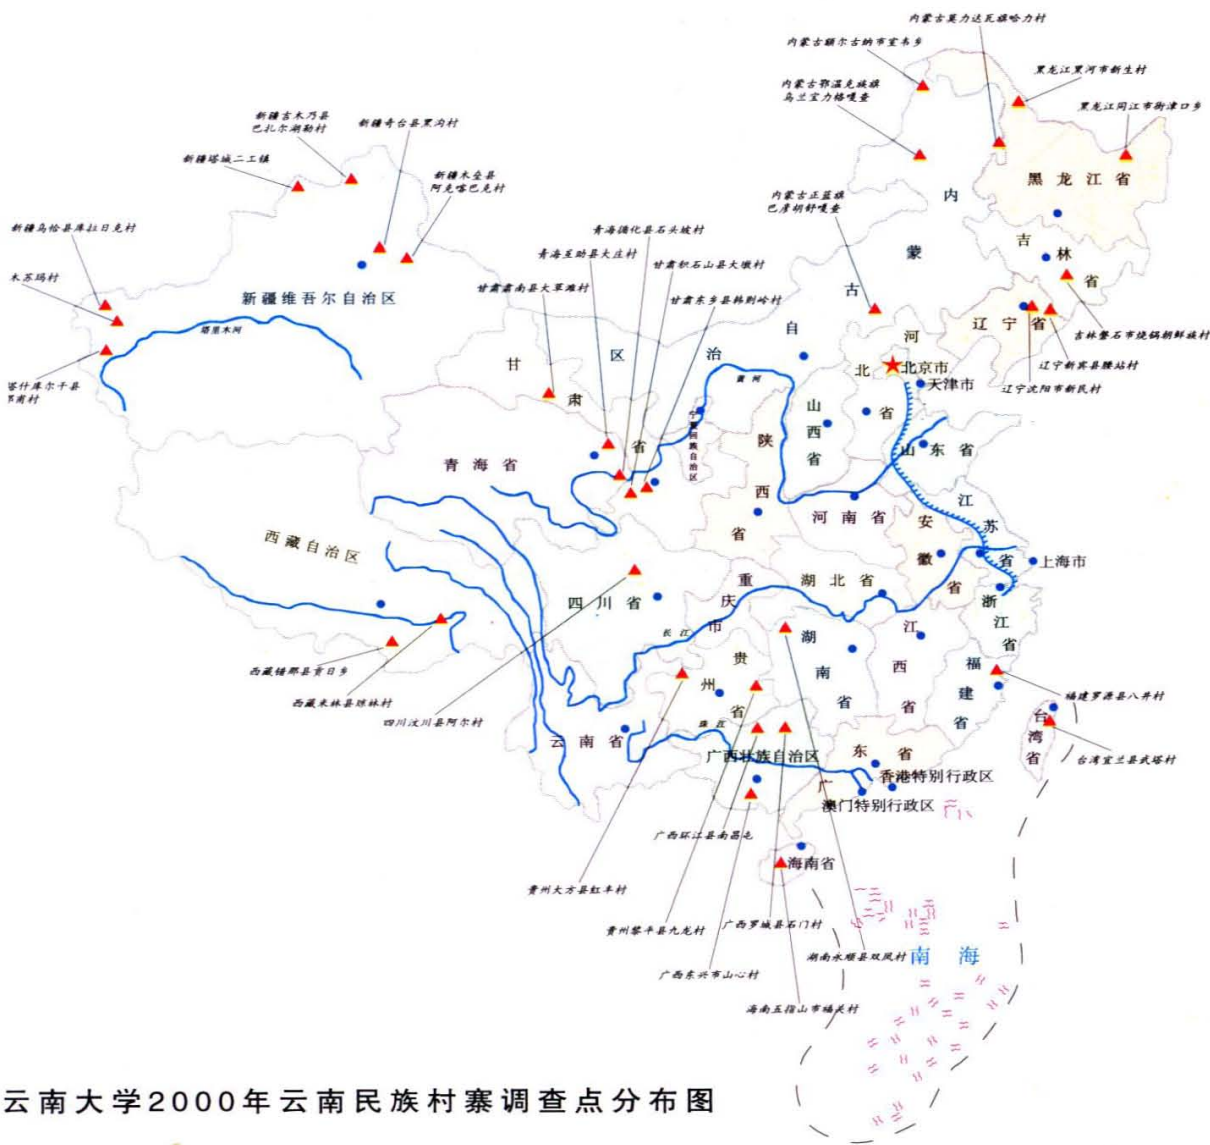 内蒙古莫力达瓦旗哈力村
内蒙古额尔古纳市室韦乡
黑龙江黑河市新生村
内蒙古鄂温克族旗
乌兰宝力格嘎查
黑龙江同江市街津口乡
新疆吉木乃县
巴扎尔湖勒村
新疆奇台县黑沟村
新疆塔城二工镇
新疆木垒县
阿克喀巴克村
黑龙江省
内蒙古正蓝旗
巴彦胡舒嘎查
内蒙古自治区
新疆乌恰县库拉日克村
青海循化县石头坡村
青海互助县大庄村
甘肃积石山县大墩村
木苏玛村
甘肃肃南县大草滩村
甘肃东乡县韩则岭村
吉林省
新疆维吾尔自治区
塔里木河
辽宁省
吉林磐石市烧锅朝鲜族村
辽宁新宾县腰站村
辽宁沈阳市新民村
塔什库尔干县
甘肃省
河北省
北京市
天津市
黄河
宁夏回族自治区
山西省
陕西省
山东省
青海省
河南省
江苏省
安徽省
西藏自治区
上海市
四川省
重庆市
湖北省
浙江省
长江
湖南省
江西省
福建省
西藏错那县贡日乡
西藏米林县琼林村
四川汶川县阿尔村
贵州省
福建罗源县八井村
珠江
云南省
台湾省
台湾宜兰县武塔村
广西壮族自治区
广东省
香港特别行政区
澳门特别行政区
广西环江县南昌屯
海南省
贵州大方县红丰村
贵州黎平县九龙村
广西罗城县石门村
湖南永顺县双凤村
南海
广西东兴市山心村
海南五指山市福关村
云南大学2000年云南民族村寨调查点分布图